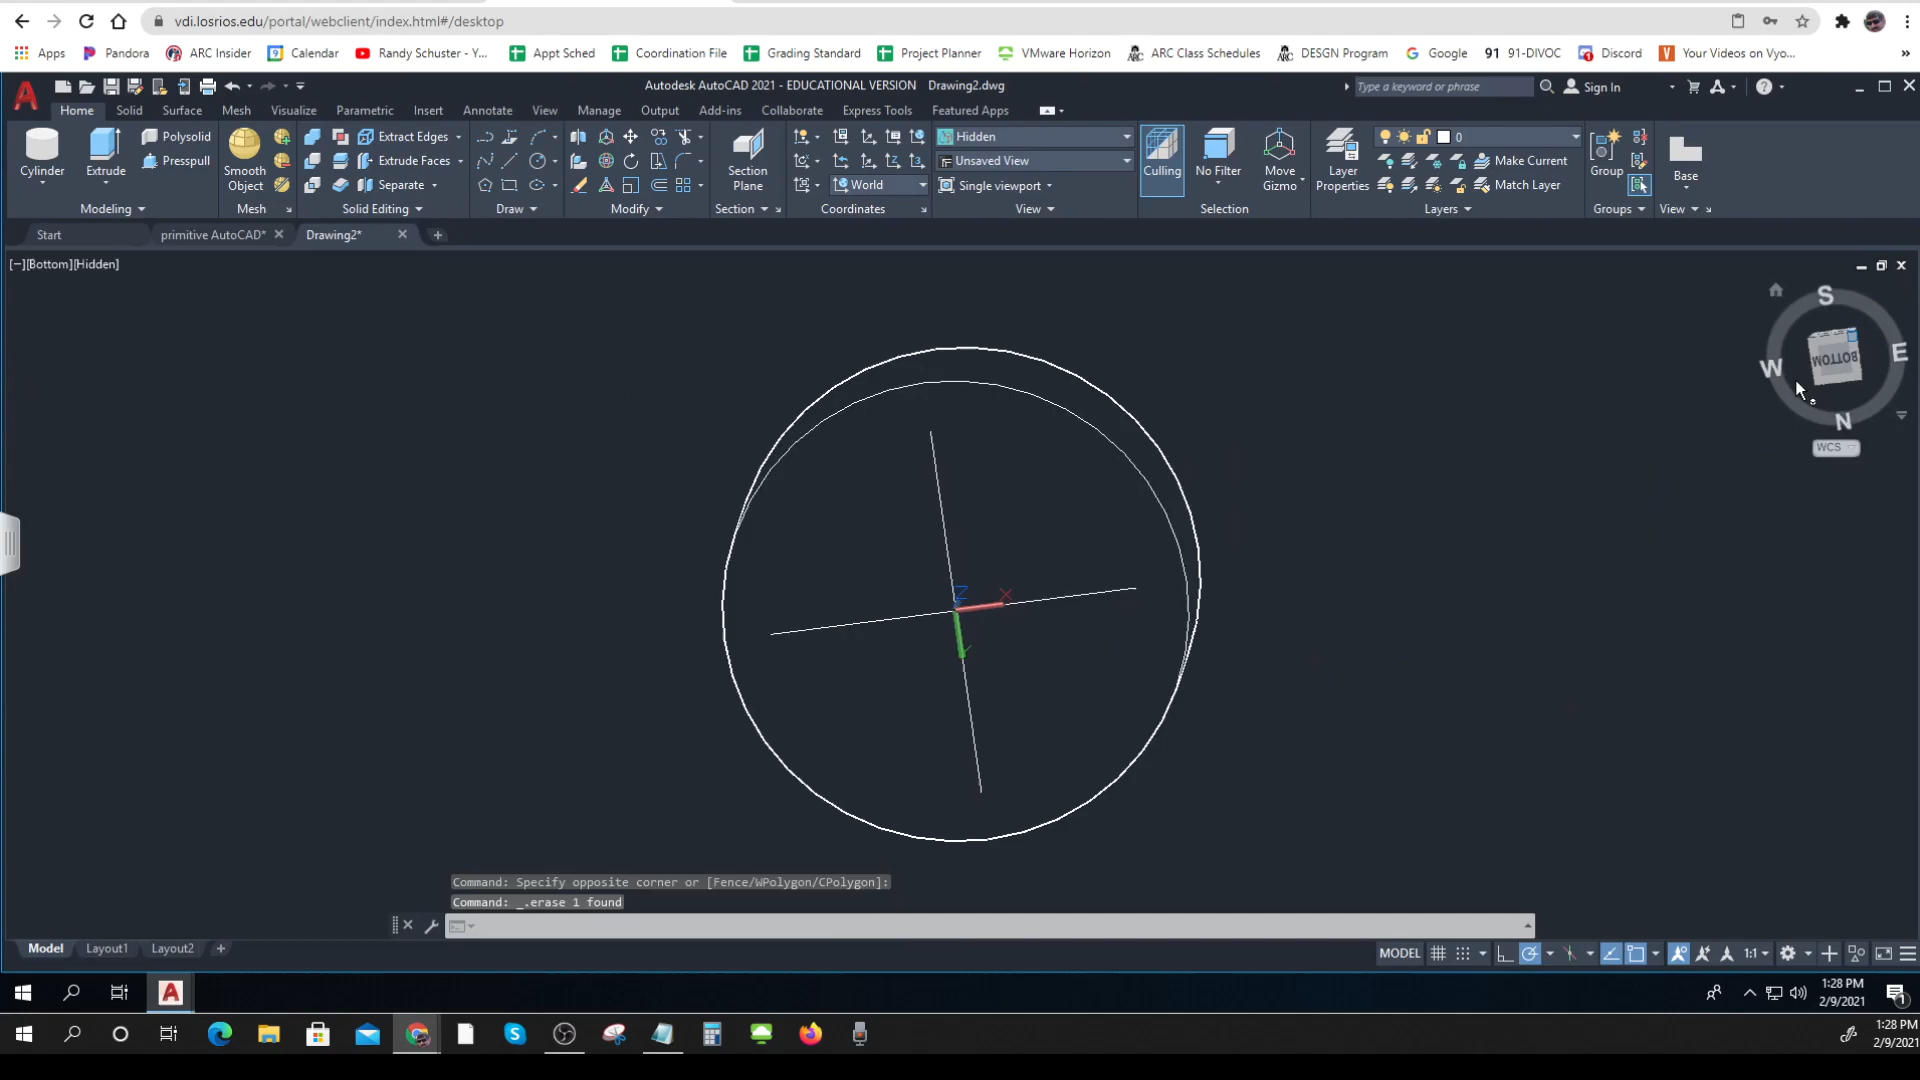 vdi.losrios.edu/portal/webclient/index.html#/desktop
Apps Pandora ARC Insider Calendar Randy Schuster - Y... Appt Sched Coordination File Grading Standard Project Planner VMware Horizon ARC Class Schedules DESGN Program Google 91 91-DIVOC Discord Your Videos on Vyo... »
Autodesk AutoCAD 2021 - EDUCATIONAL VERSION Drawing2.dwg Type a keyword or phrase Sign In
Home Solid Surface Mesh Visualize Parametric Insert Annotate View Manage Output Add-ins Collaborate Express Tools Featured Apps
Polysolid Extract Edges Hidden 0
Cylinder Extrude Presspull Smooth Object Extrude Faces Section Plane Unsaved View Culling No Filter Move Gizmo Layer Properties Make Current Group Base
Separate World Single viewport Match Layer
Modeling Mesh Solid Editing Draw Modify Section Coordinates View Selection Layers Groups View
Start primitive AutoCAD* Drawing2* +
[−][Bottom][Hidden]
S
W BOTTOM E
N
WCS
Z X
Y
Command: Specify opposite corner or [Fence/WPolygon/CPolygon]:
Command: _.erase 1 found
Model Layout1 Layout2 + MODEL 1:1
1:28 PM
2/9/2021
1
1:28 PM
2/9/2021